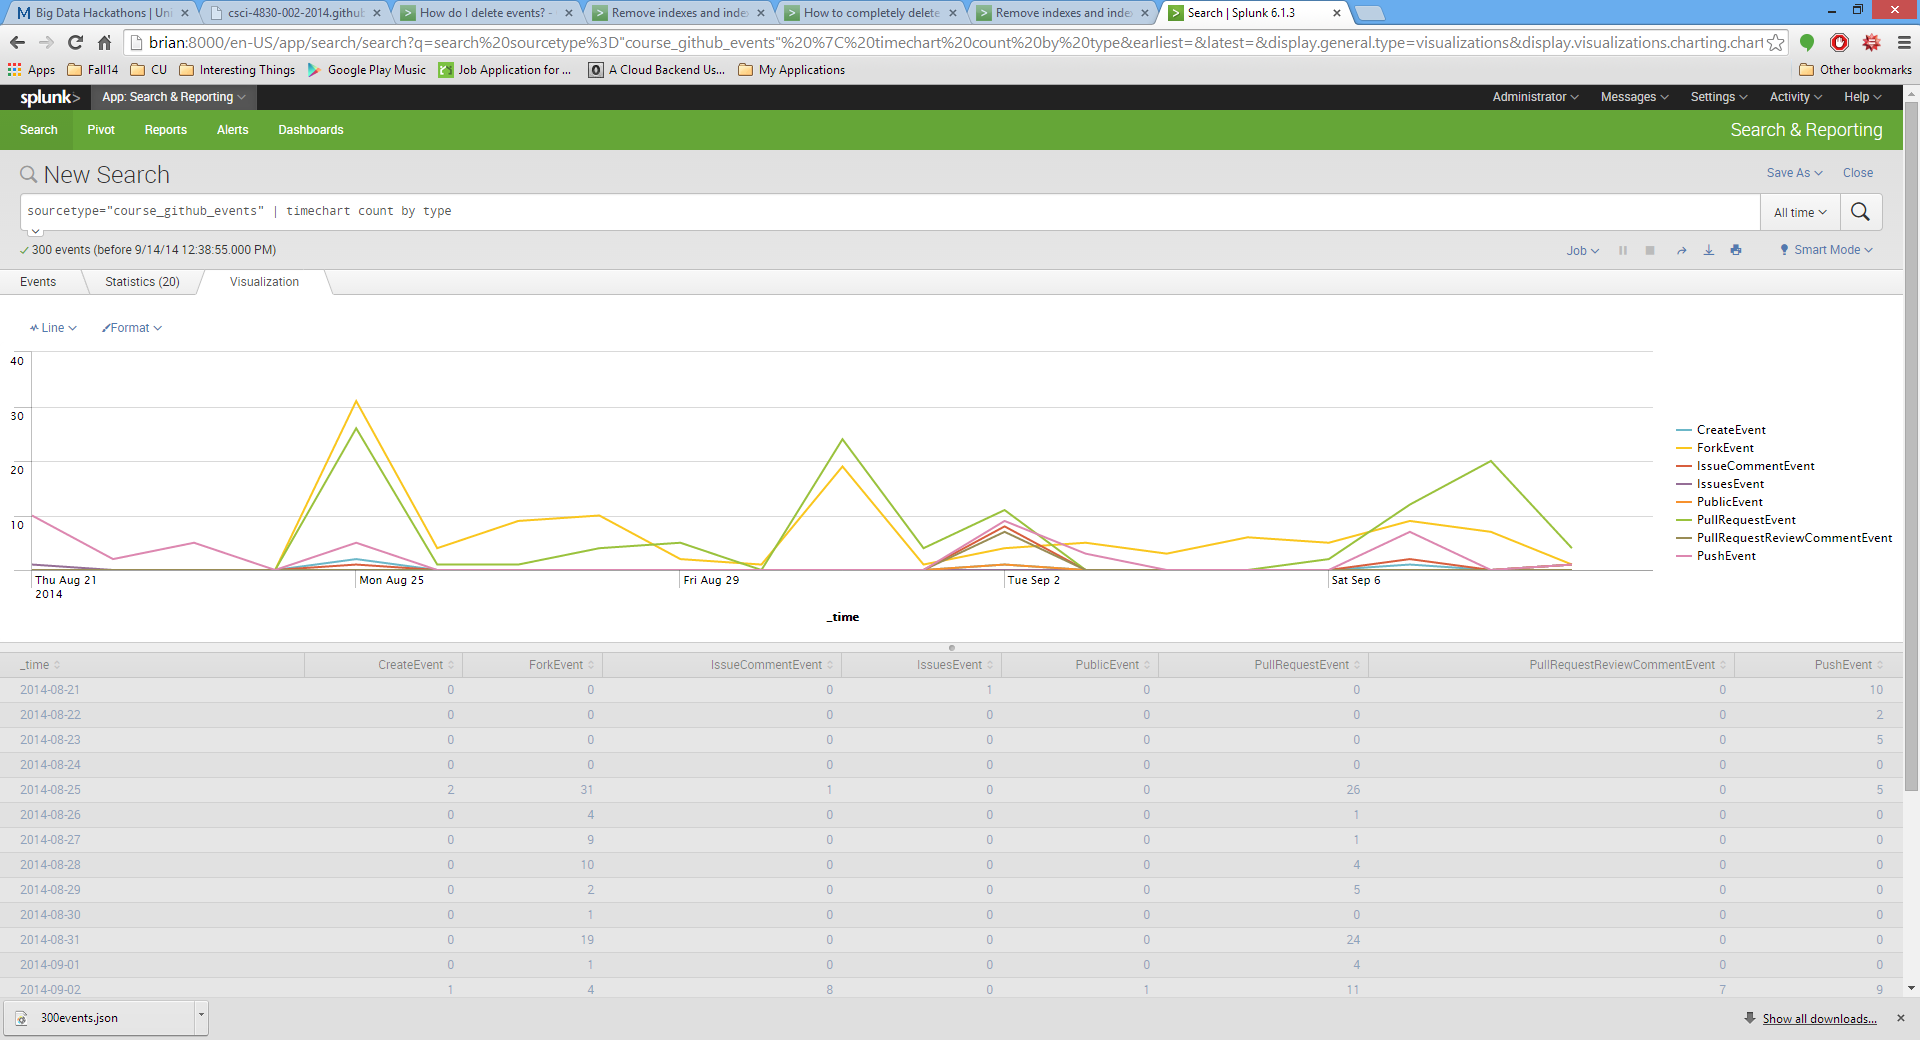 Big Data Hackathons | Uni
csci-4830-002-2014.github
How do I delete events? -
Remove indexes and index
How to completely delete
Remove indexes and index
Search | Splunk 6.1.3
brian:8000/en-US/app/search/search?q=search%20sourcetype%3D"course_github_events"%20%7C%20timechart%20count%20by%20type&earliest=&latest=&display.general.type=visualizations&display.visualizations.charting.chart
Apps Fall14 CU Interesting Things Google Play Music Job Application for ... A Cloud Backend Us... My Applications Other bookmarks
splunk> App: Search & Reporting Administrator Messages Settings Activity Help
Search Pivot Reports Alerts Dashboards Search & Reporting
New Search Save As Close
sourcetype="course_github_events" | timechart count by type All time
300 events (before 9/14/14 12:38:55.000 PM) Job Smart Mode
Events Statistics (20) Visualization
Line Format
40
30
20
10
CreateEvent
ForkEvent
IssueCommentEvent
IssuesEvent
PublicEvent
PullRequestEvent
PullRequestReviewCommentEvent
PushEvent
Thu Aug 21 Mon Aug 25 Fri Aug 29 Tue Sep 2 Sat Sep 6
2014
_time
_time CreateEvent ForkEvent IssueCommentEvent IssuesEvent PublicEvent PullRequestEvent PullRequestReviewCommentEvent PushEvent
2014-08-21 0 0 0 1 0 0 0 10
2014-08-22 0 0 0 0 0 0 0 2
2014-08-23 0 0 0 0 0 0 0 5
2014-08-24 0 0 0 0 0 0 0 0
2014-08-25 2 31 1 0 0 26 0 5
2014-08-26 0 4 0 0 0 1 0 0
2014-08-27 0 9 0 0 0 1 0 0
2014-08-28 0 10 0 0 0 4 0 0
2014-08-29 0 2 0 0 0 5 0 0
2014-08-30 0 1 0 0 0 0 0 0
2014-08-31 0 19 0 0 0 24 0 0
2014-09-01 0 1 0 0 0 4 0 0
2014-09-02 1 4 8 0 1 11 7 9
300events.json Show all downloads...